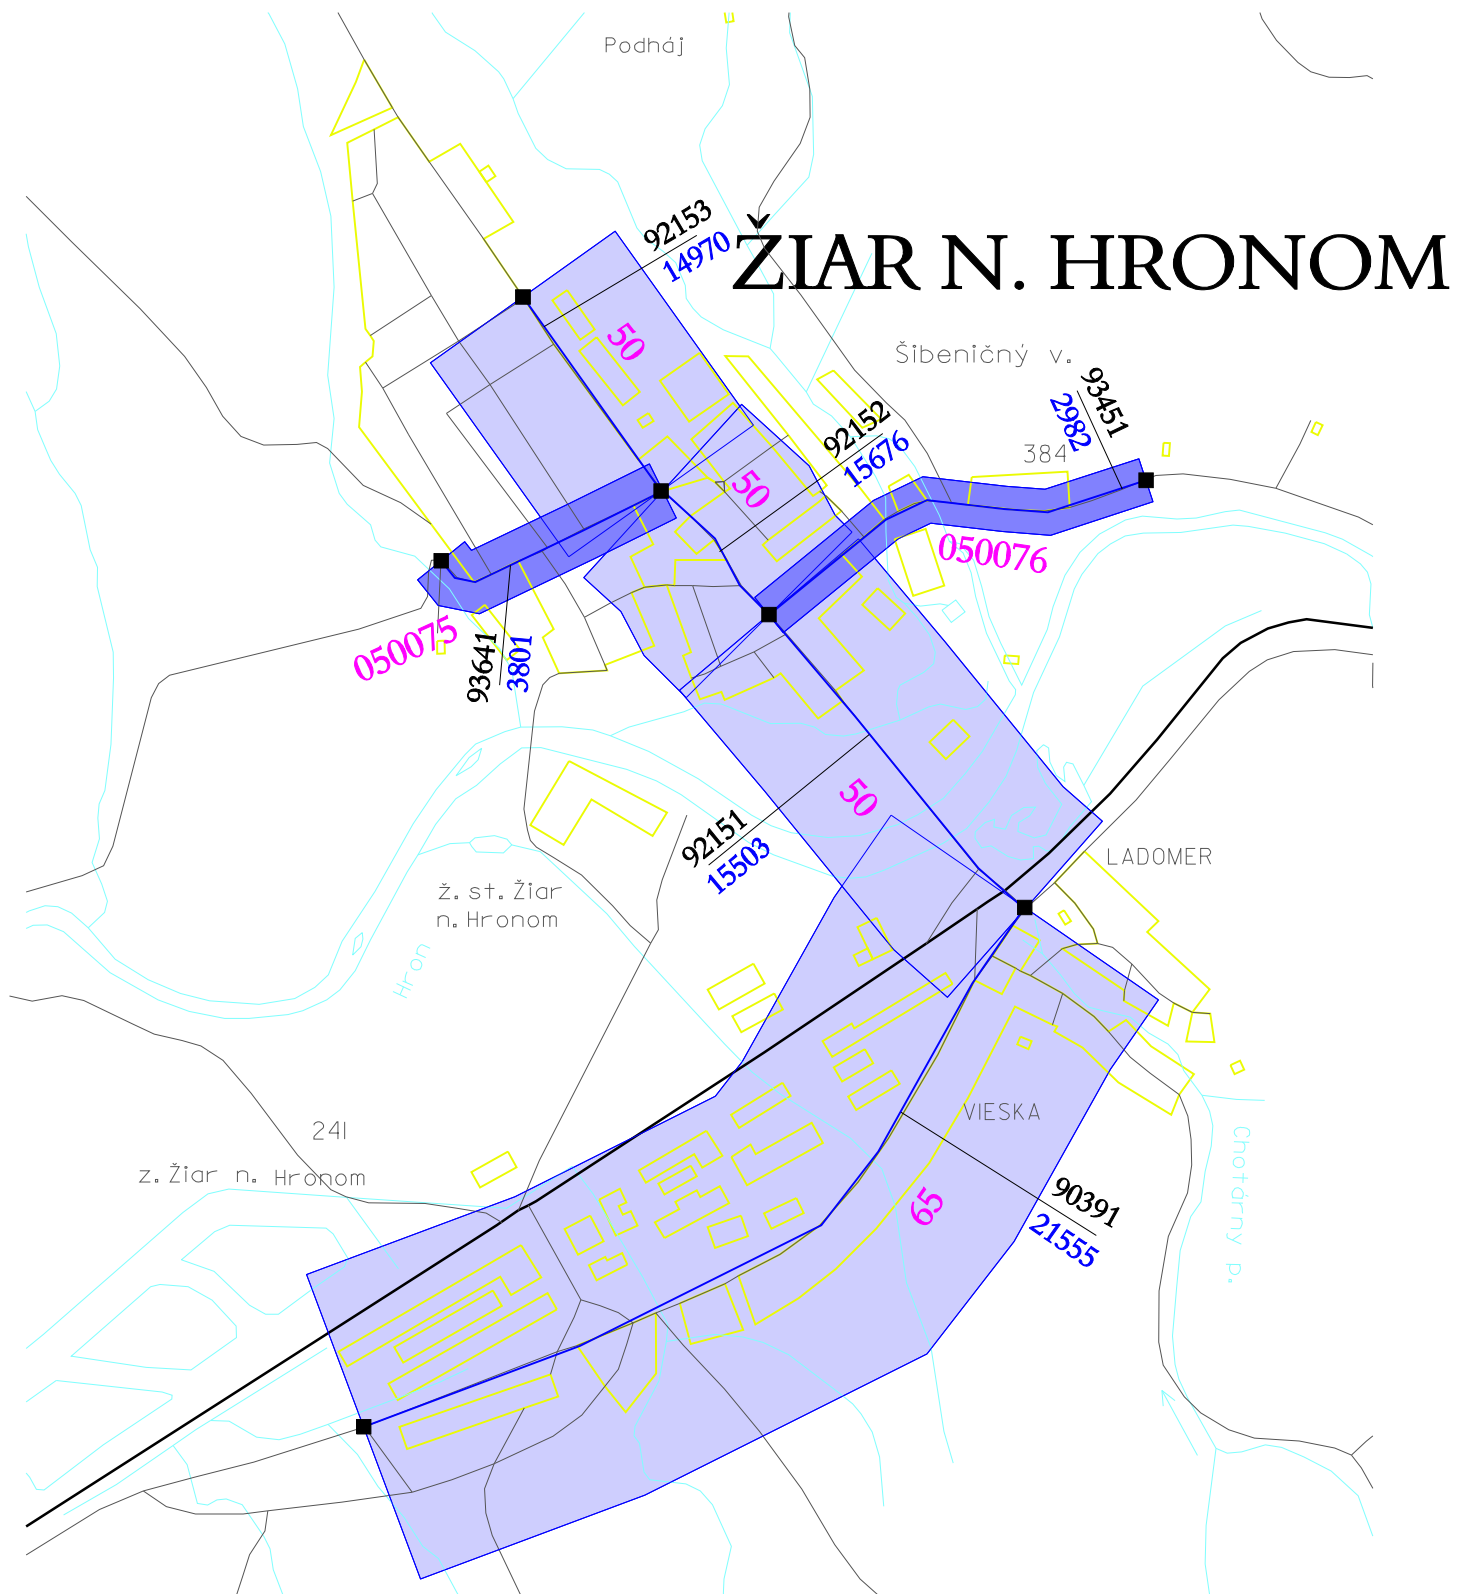 Podháj
92153
14970
ŽIAR N. HRONOM
50
Šibeničný v.
93451
2982
92152
15676
384
50
050076
050075
93641
3801
50
92151
15503
LADOMER
ž. st. Žiar
n. Hronom
Hron
VIESKA
241
z. Žiar n. Hronom
90391
21555
65
Chotárny p.